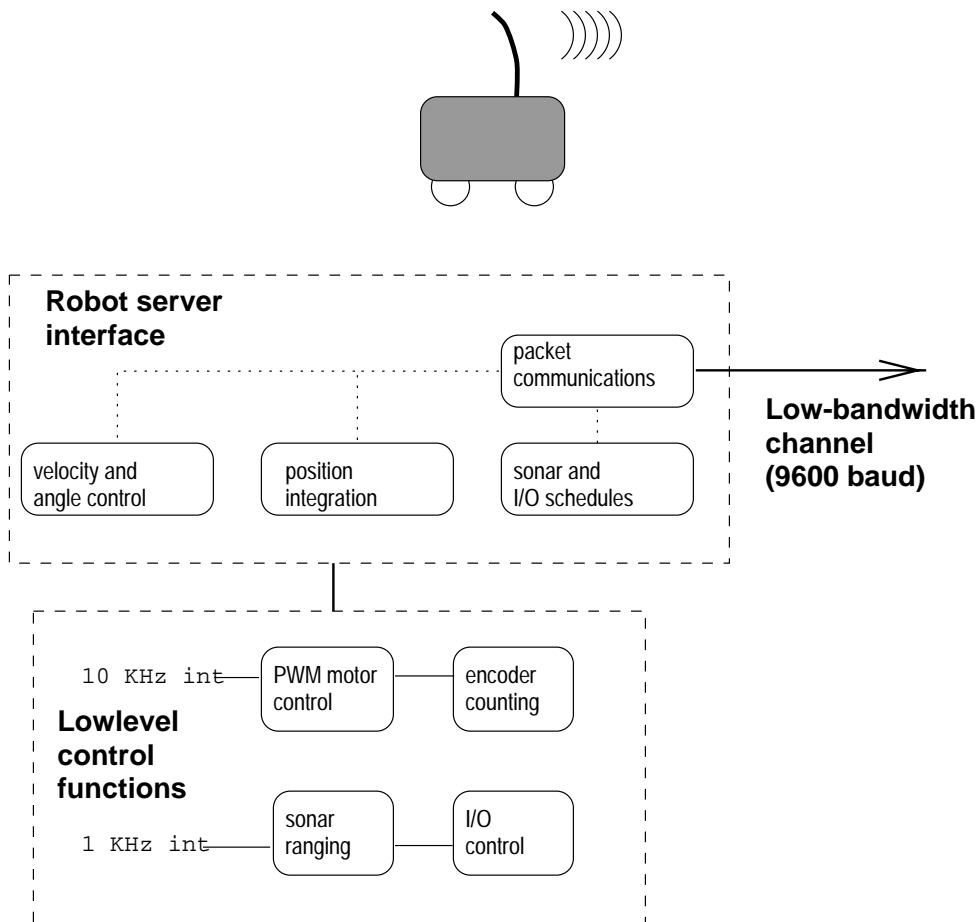 Robot server
interface
packet
communications
Low-bandwidth
channel
(9600 baud)
velocity and
angle control
position
integration
sonar and
I/O schedules
10 KHz int
PWM motor
control
encoder
counting
Lowlevel
control
functions
1 KHz int
sonar
ranging
I/O
control